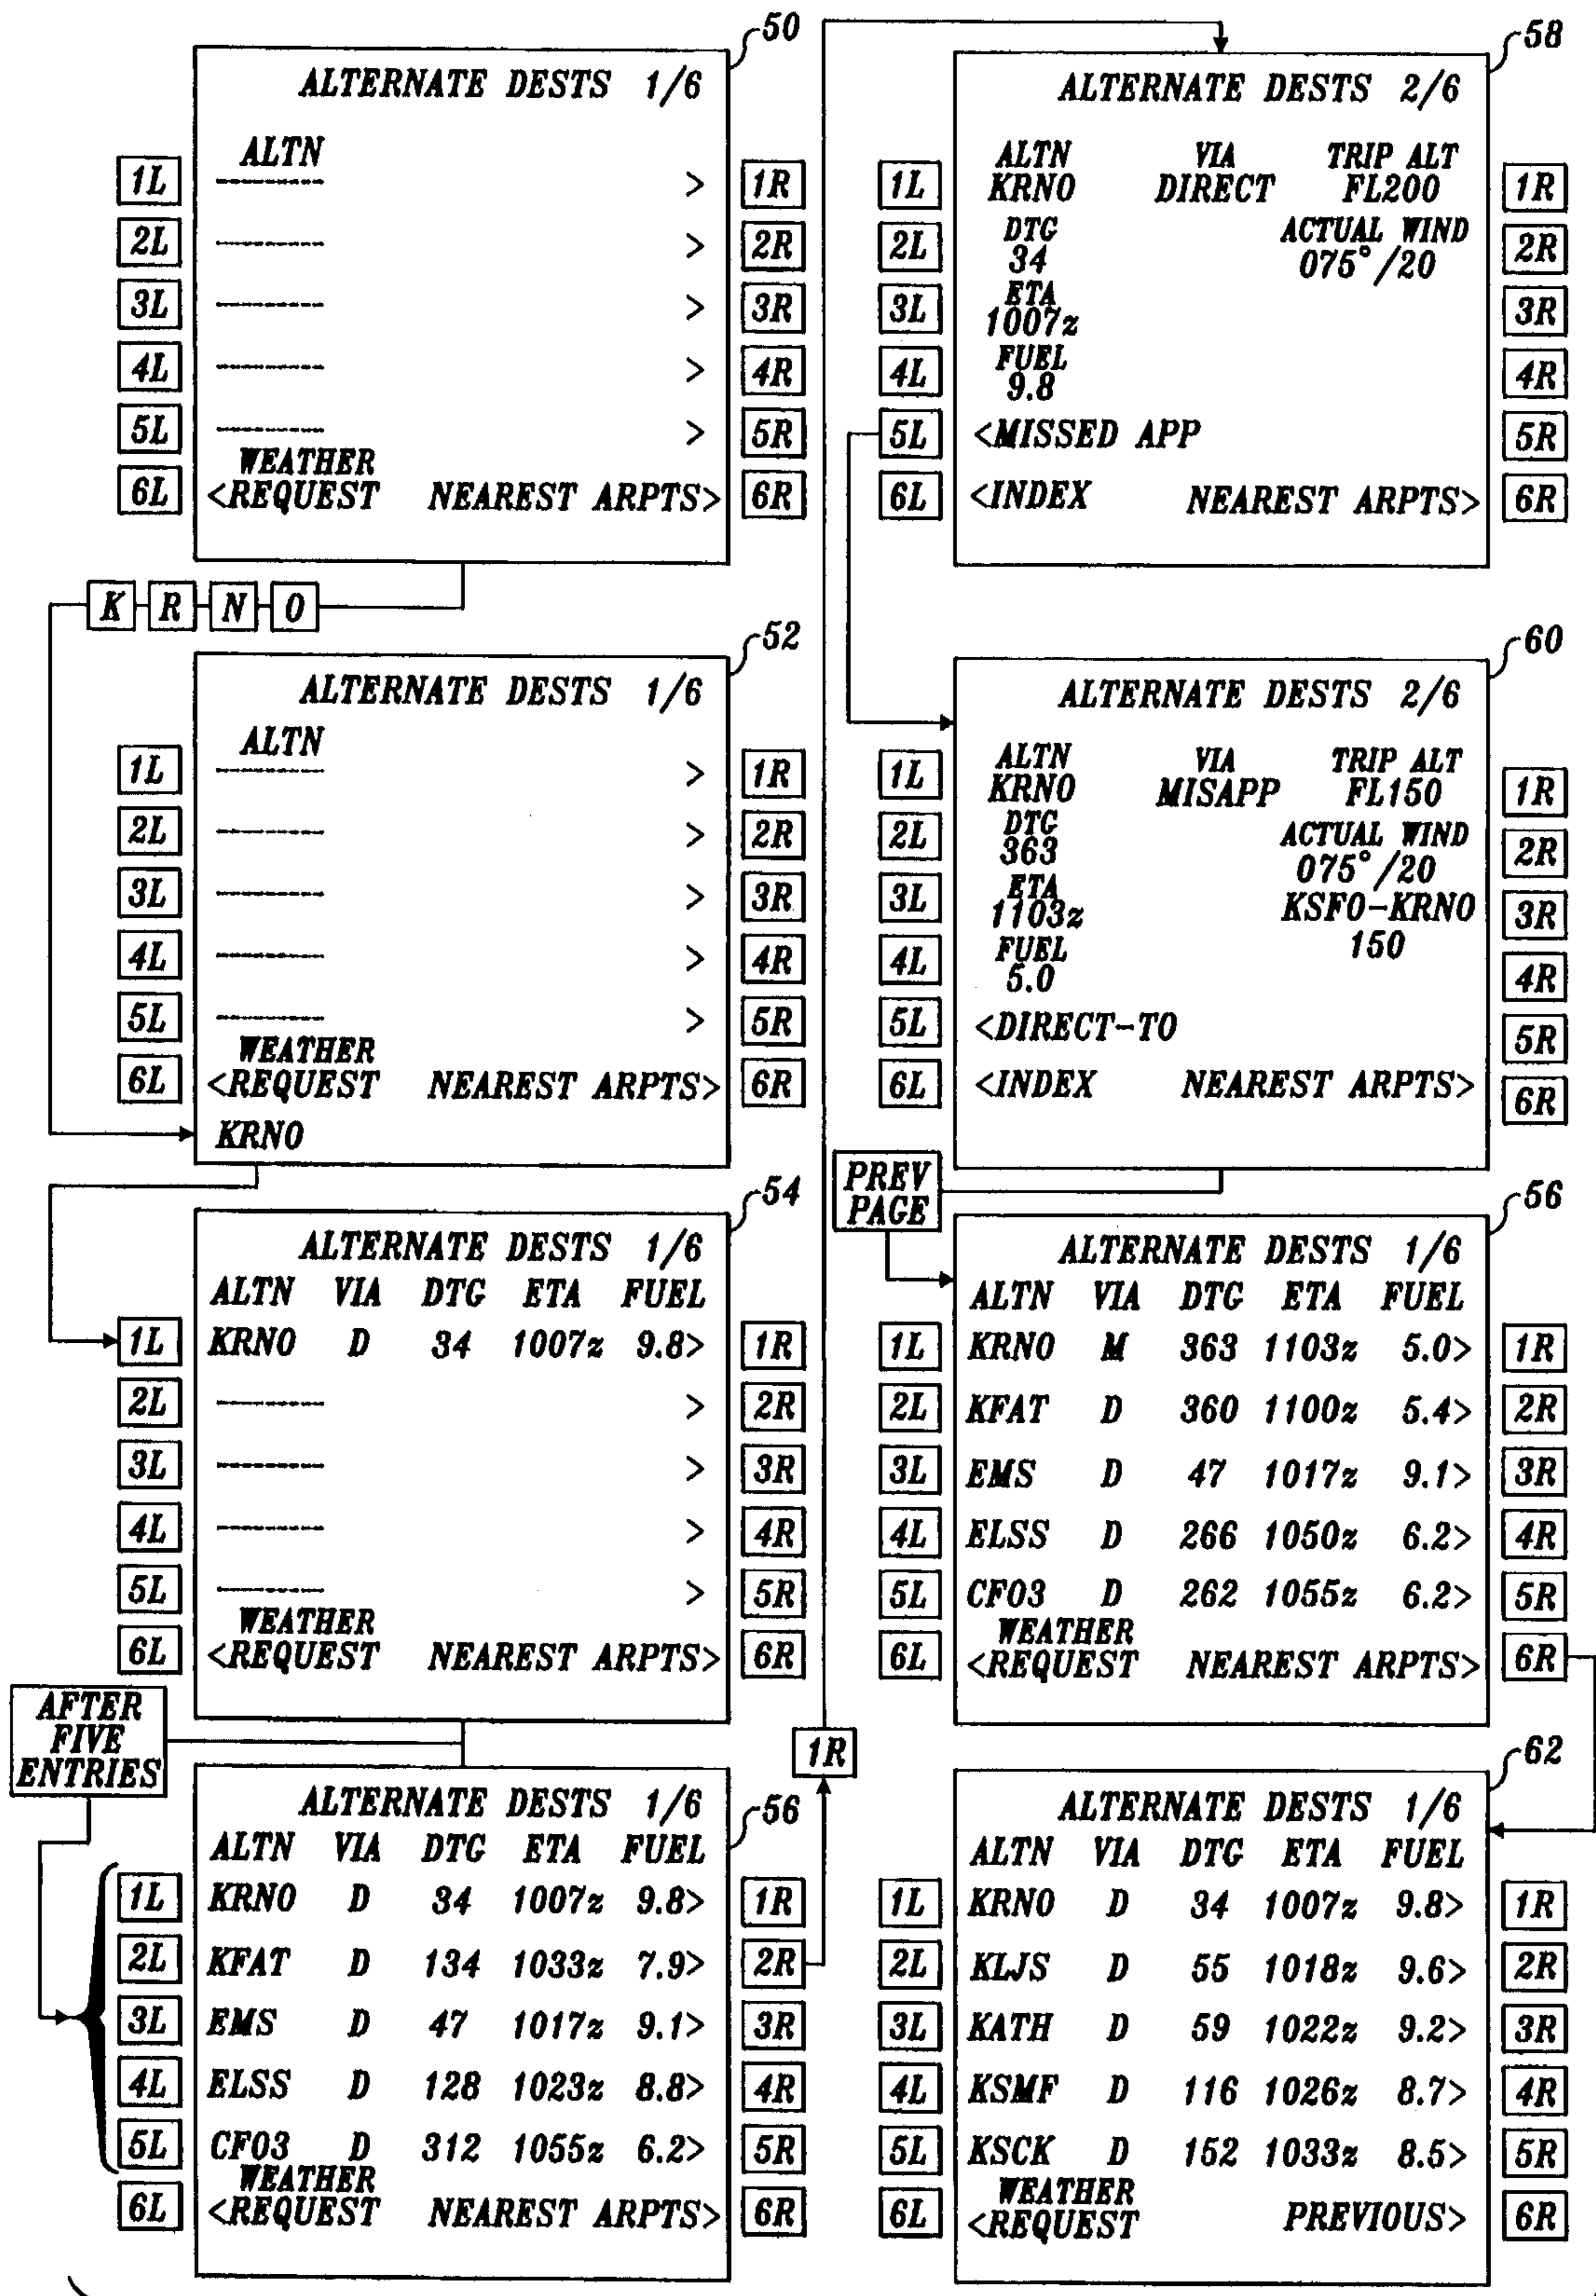 50
ALTERNATE DESTS 1/6
ALTN
1L ------ > 1R
2L ------ > 2R
3L ------ > 3R
4L ------ > 4R
5L ------ > 5R
WEATHER
6L <REQUEST NEAREST ARPTS> 6R
K R N O
52
ALTERNATE DESTS 1/6
ALTN
1L ------ > 1R
2L ------ > 2R
3L ------ > 3R
4L ------ > 4R
5L ------ > 5R
WEATHER
6L <REQUEST NEAREST ARPTS> 6R
KRNO
54
ALTERNATE DESTS 1/6
ALTN VIA DTG ETA FUEL
1L KRNO D 34 1007z 9.8> 1R
2L ------ > 2R
3L ------ > 3R
4L ------ > 4R
5L ------ > 5R
WEATHER
6L <REQUEST NEAREST ARPTS> 6R
AFTER
FIVE
ENTRIES
56
ALTERNATE DESTS 1/6
ALTN VIA DTG ETA FUEL
1L KRNO D 34 1007z 9.8> 1R
2L KFAT D 134 1033z 7.9> 2R
3L EMS D 47 1017z 9.1> 3R
4L ELSS D 128 1023z 8.8> 4R
5L CFO3 D 312 1055z 6.2> 5R
WEATHER
6L <REQUEST NEAREST ARPTS> 6R
1R
58
ALTERNATE DESTS 2/6
ALTN VIA TRIP ALT
1L KRNO DIRECT FL200 1R
DTG ACTUAL WIND
2L 34 075°/20 2R
ETA
3L 1007z 3R
FUEL
4L 9.8 4R
5L <MISSED APP 5R
6L <INDEX NEAREST ARPTS> 6R
60
ALTERNATE DESTS 2/6
ALTN VIA TRIP ALT
1L KRNO MISAPP FL150 1R
DTG ACTUAL WIND
2L 363 075°/20 2R
ETA KSFO-KRNO
3L 1103z 3R
FUEL 150
4L 5.0 4R
5L <DIRECT-TO 5R
6L <INDEX NEAREST ARPTS> 6R
PREV
PAGE
56
ALTERNATE DESTS 1/6
ALTN VIA DTG ETA FUEL
1L KRNO M 363 1103z 5.0> 1R
2L KFAT D 360 1100z 5.4> 2R
3L EMS D 47 1017z 9.1> 3R
4L ELSS D 266 1050z 6.2> 4R
5L CFO3 D 262 1055z 6.2> 5R
WEATHER
6L <REQUEST NEAREST ARPTS> 6R
62
ALTERNATE DESTS 1/6
ALTN VIA DTG ETA FUEL
1L KRNO D 34 1007z 9.8> 1R
2L KLJS D 55 1018z 9.6> 2R
3L KATH D 59 1022z 9.2> 3R
4L KSMF D 116 1026z 8.7> 4R
5L KSCK D 152 1033z 8.5> 5R
WEATHER
6L <REQUEST PREVIOUS> 6R